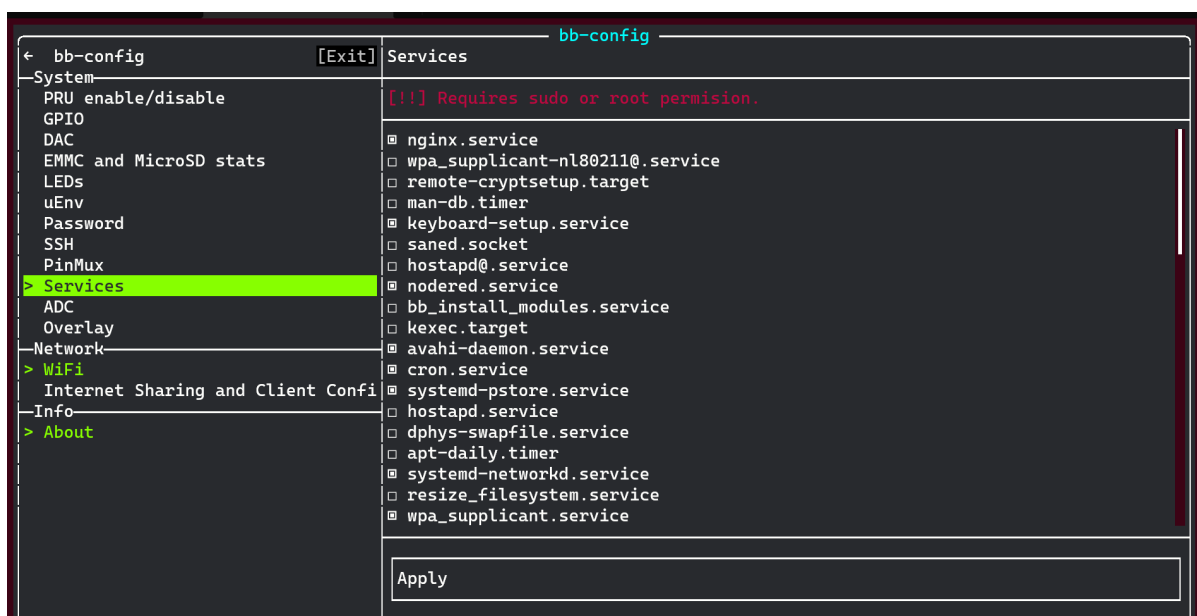 bb-config
← bb-config [Exit]
System
PRU enable/disable
GPIO
DAC
EMMC and MicroSD stats
LEDs
uEnv
Password
SSH
PinMux
> Services
ADC
Overlay
Network
> WiFi
Internet Sharing and Client Confi
Info
> About
Services
[!!] Requires sudo or root permision.
nginx.service
wpa_supplicant-nl80211@.service
remote-cryptsetup.target
man-db.timer
keyboard-setup.service
saned.socket
hostapd@.service
nodered.service
bb_install_modules.service
kexec.target
avahi-daemon.service
cron.service
systemd-pstore.service
hostapd.service
dphys-swapfile.service
apt-daily.timer
systemd-networkd.service
resize_filesystem.service
wpa_supplicant.service
Apply